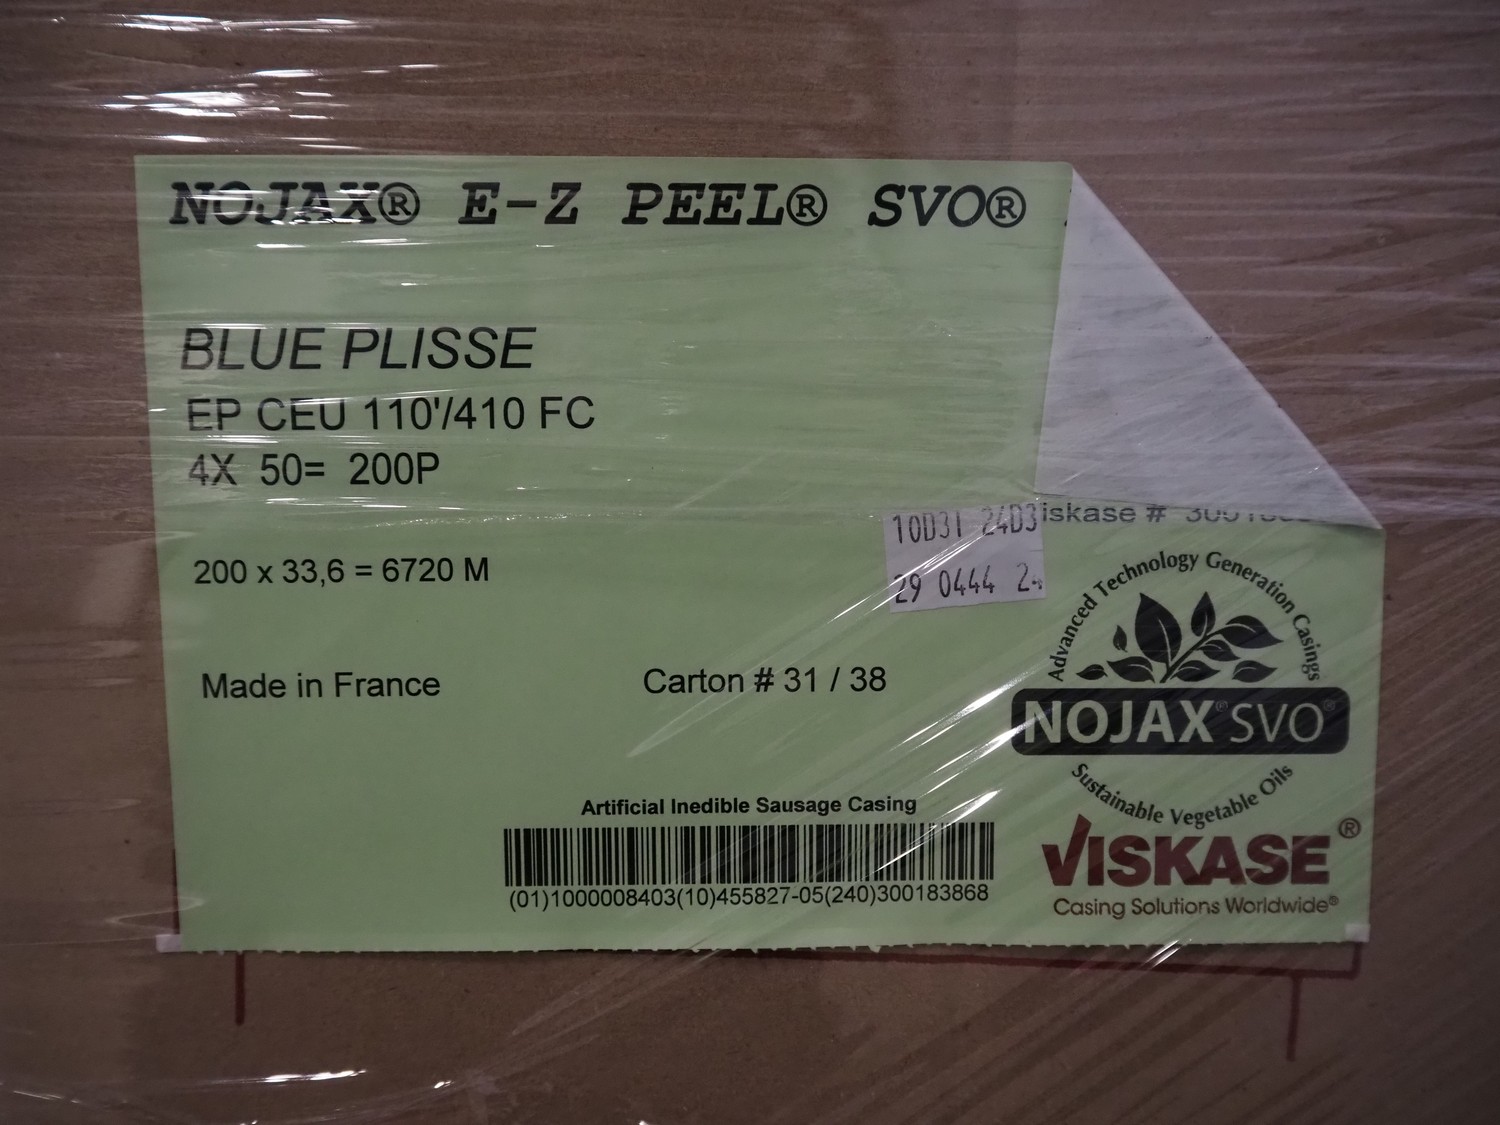 NOJAX® E-Z PEEL® SVO®
BLUE PLISSE
EP CEU 110'/410 FC
4X 50= 200P
10D31 24D3
iskase #
29 0444
200 x 33,6 = 6720 M
Made in France
Carton # 31 / 38
Advanced Technology Generation Casings
NOJAX® SVO®
Sustainable Vegetable Oils
Artificial Inedible Sausage Casing
(01)1000008403(10)455827-05(240)300183868
VISKASE®
Casing Solutions Worldwide®